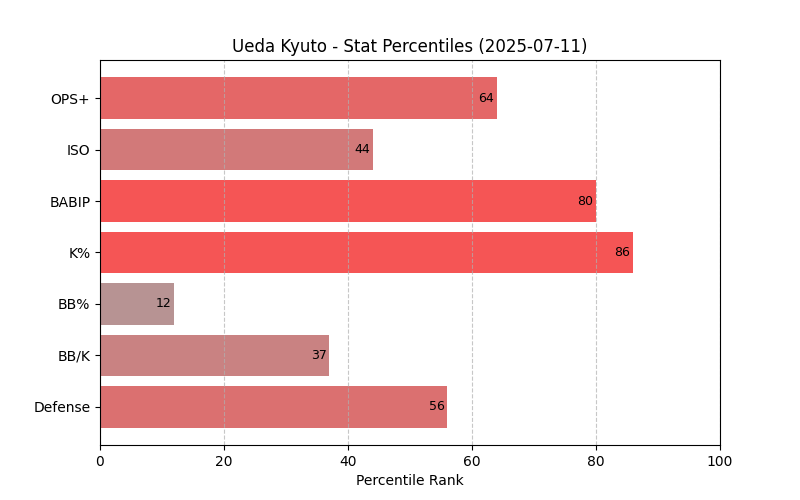 Ueda Kyuto - Stat Percentiles (2025-07-11)
OPS+ 64
ISO 44
BABIP 80
K% 86
BB% 12
BB/K 37
Defense 56
0 20 40 60 80 100
Percentile Rank